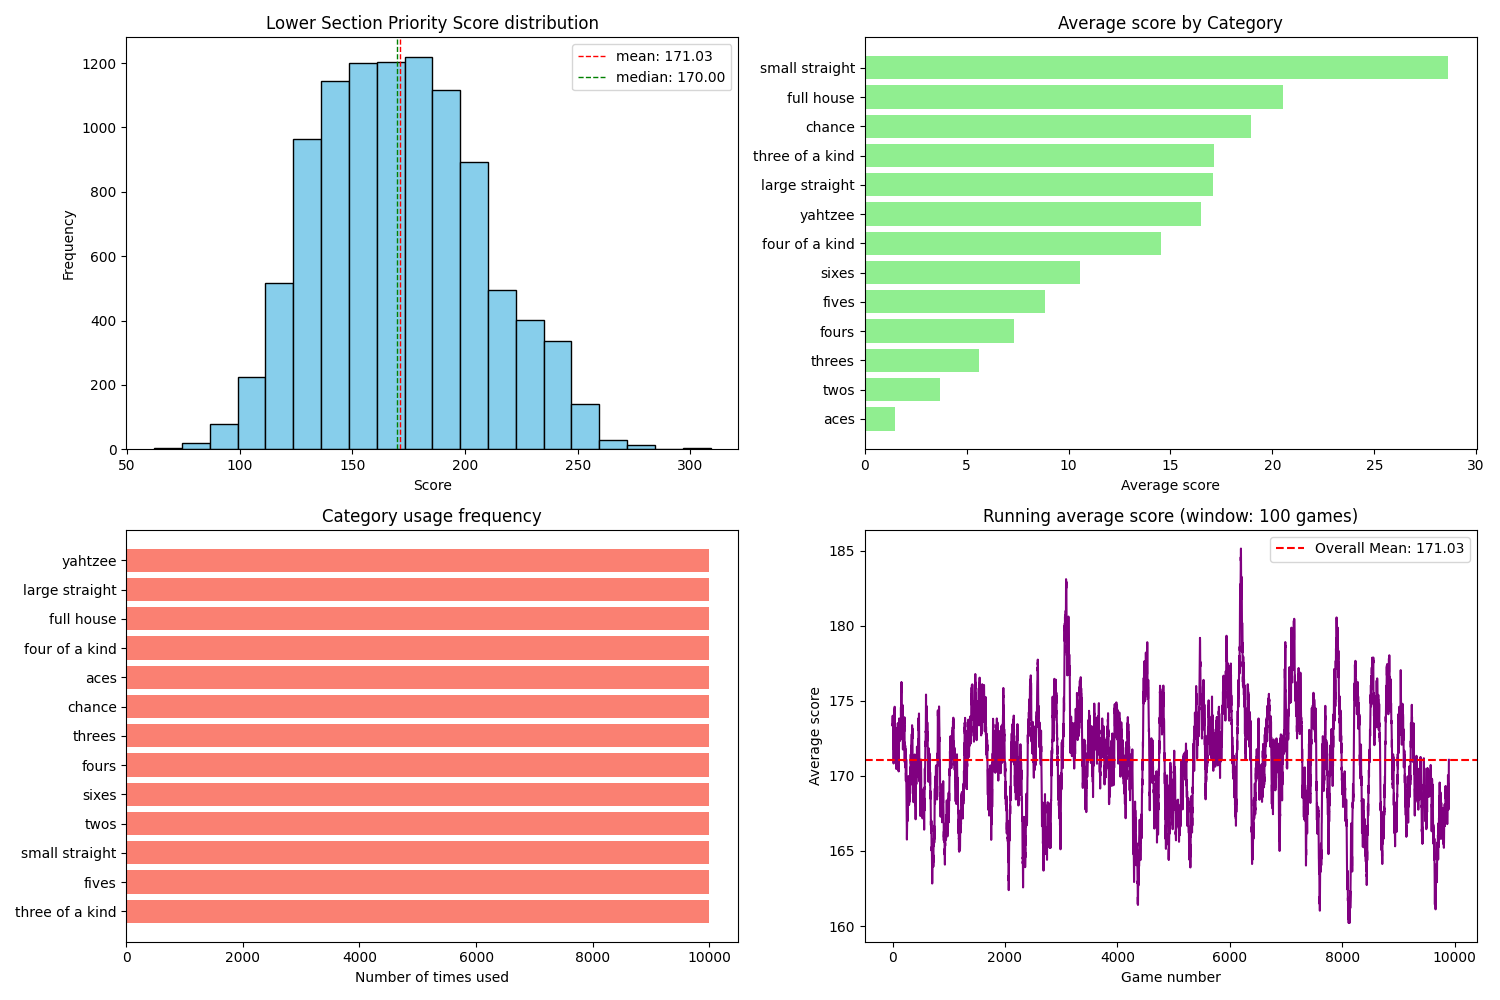 Lower Section Priority Score distribution
mean: 171.03
median: 170.00
1200
1000
800
600
400
200
0
Frequency
50 100 150 200 250 300
Score
Average score by Category
small straight
full house
chance
three of a kind
large straight
yahtzee
four of a kind
sixes
fives
fours
threes
twos
aces
0 5 10 15 20 25 30
Average score
Category usage frequency
yahtzee
large straight
full house
four of a kind
aces
chance
threes
fours
sixes
twos
small straight
fives
three of a kind
0 2000 4000 6000 8000 10000
Number of times used
Running average score (window: 100 games)
Overall Mean: 171.03
185
180
175
170
165
160
Average score
0 2000 4000 6000 8000 10000
Game number